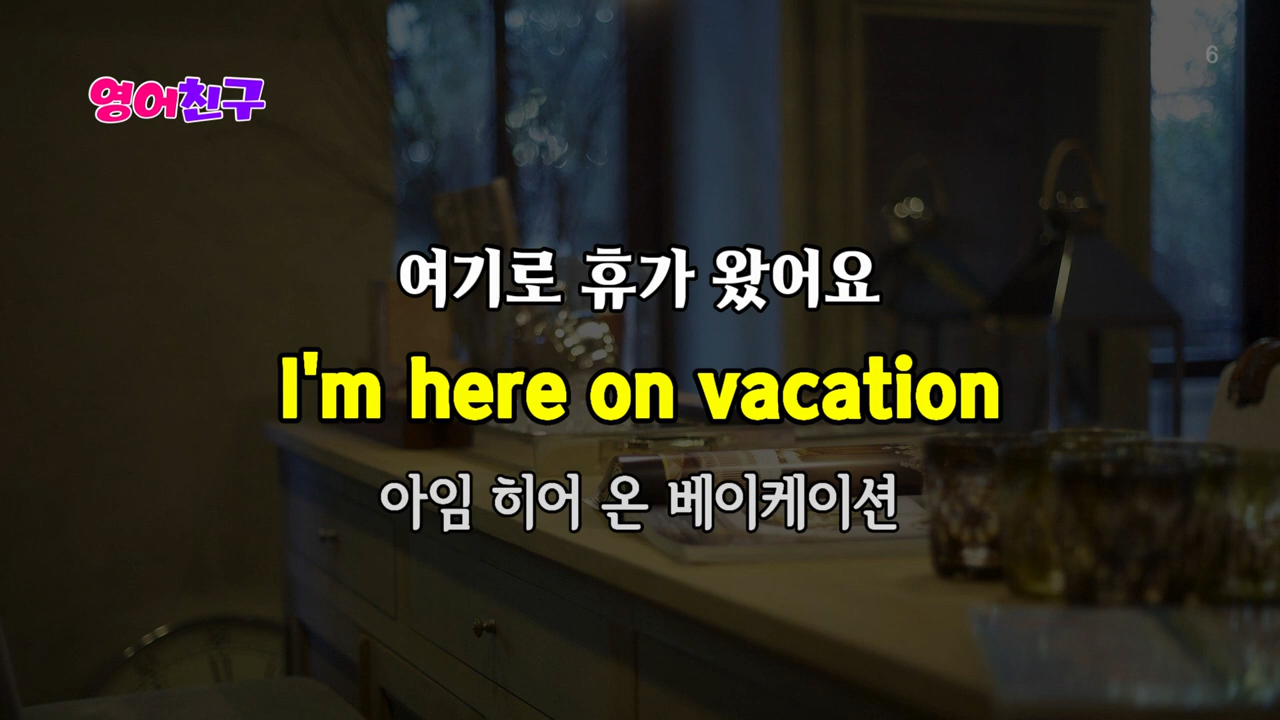 영어친구
6
여기로 휴가 왔어요
I'm here on vacation
아임 히어 온 베이케이션